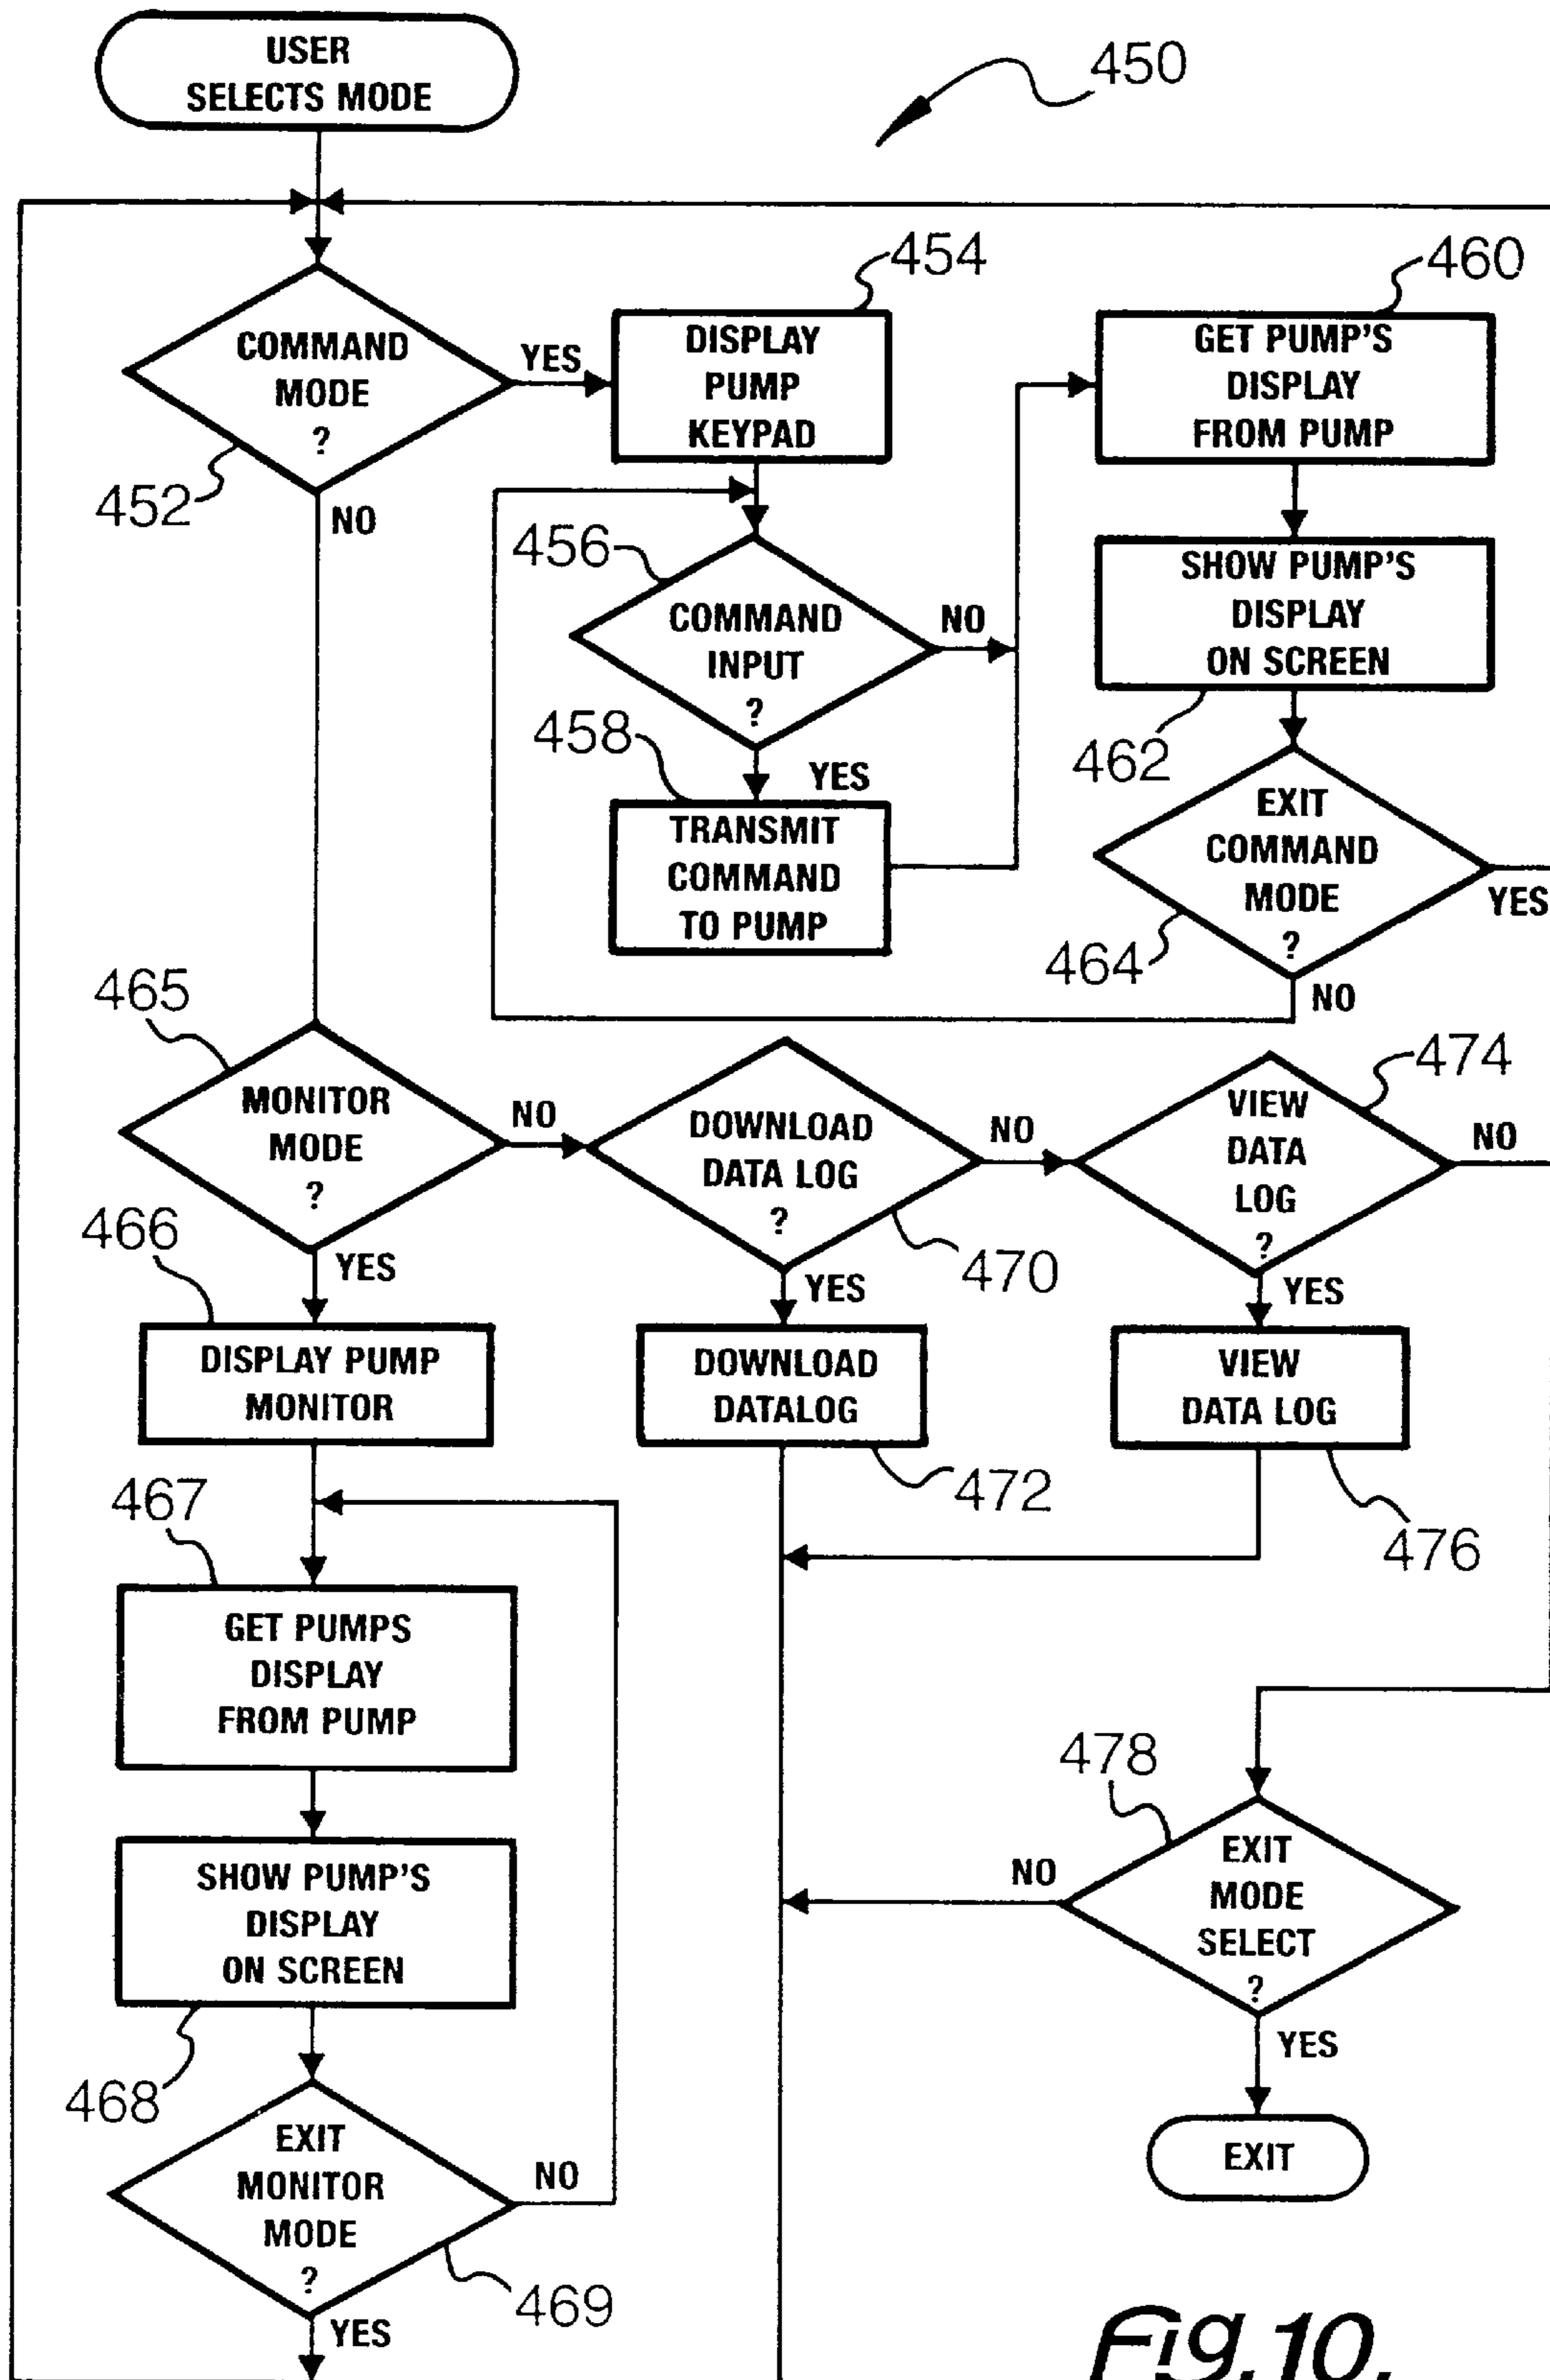 USER
SELECTS MODE
450
COMMAND
MODE
?
452
YES
NO
454
DISPLAY
PUMP
KEYPAD
456
COMMAND
INPUT
?
NO
YES
458
TRANSMIT
COMMAND
TO PUMP
460
GET PUMP'S
DISPLAY
FROM PUMP
SHOW PUMP'S
DISPLAY
ON SCREEN
462
EXIT
COMMAND
MODE
?
464
YES
NO
465
MONITOR
MODE
?
NO
YES
DOWNLOAD
DATA LOG
?
470
NO
YES
474
VIEW
DATA
LOG
?
NO
YES
466
DISPLAY PUMP
MONITOR
DOWNLOAD
DATALOG
472
VIEW
DATA LOG
476
467
GET PUMPS
DISPLAY
FROM PUMP
SHOW PUMP'S
DISPLAY
ON SCREEN
468
EXIT
MONITOR
MODE
?
469
NO
YES
478
EXIT
MODE
SELECT
?
NO
YES
EXIT
Fig.10.